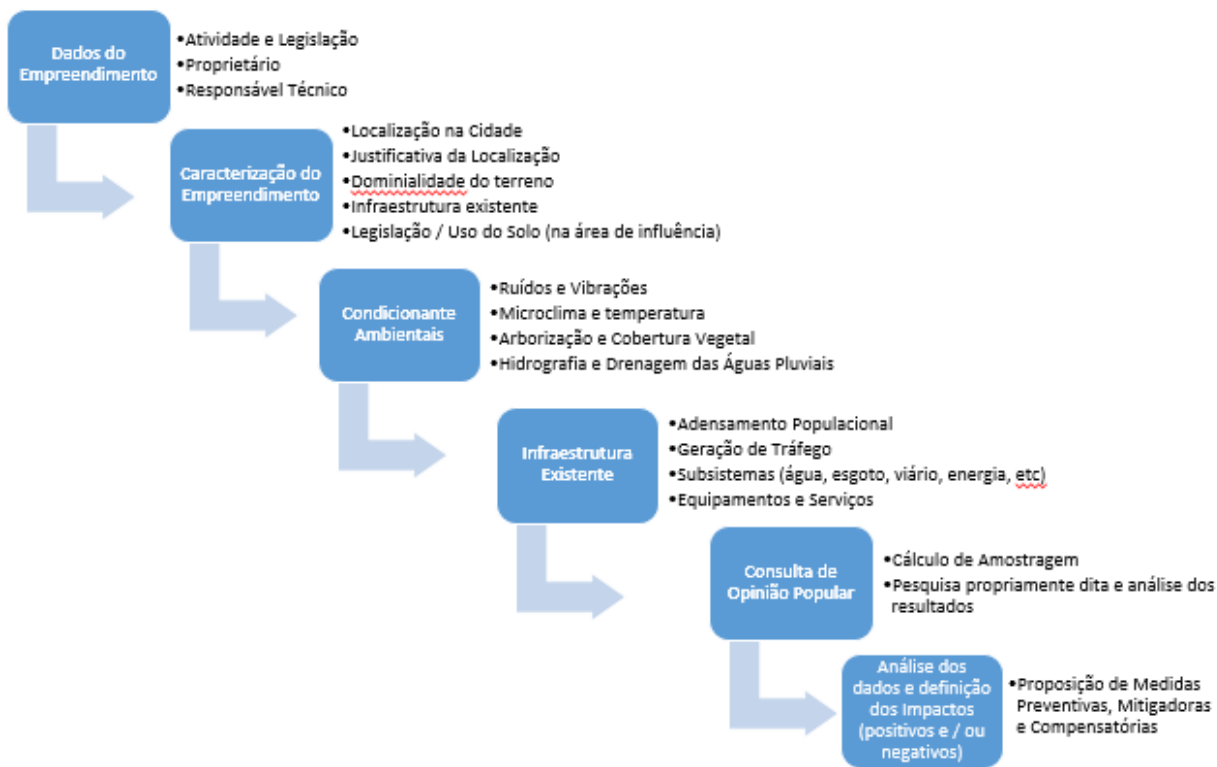 Dados do
Empreendimento
•Atividade e Legislação
•Proprietário
•Responsável Técnico
Caracterização do
Empreendimento
•Localização na Cidade
•Justificativa da Localização
•Dominialidade do terreno
•Infraestrutura existente
•Legislação / Uso do Solo (na área de influência)
Condicionante
Ambientais
•Ruídos e Vibrações
•Microclima e temperatura
•Arborização e Cobertura Vegetal
•Hidrografia e Drenagem das Águas Pluviais
Infraestrutura
Existente
•Adensamento Populacional
•Geração de Tráfego
•Subsistemas (água, esgoto, viário, energia, etc)
•Equipamentos e Serviços
Consulta de
Opinião Popular
•Cálculo de Amostragem
•Pesquisa propriamente dita e análise dos
resultados
Análise dos
dados e definição
dos Impactos
(positivos e / ou
negativos)
•Proposição de Medidas
Preventivas, Mitigadoras
e Compensatórias